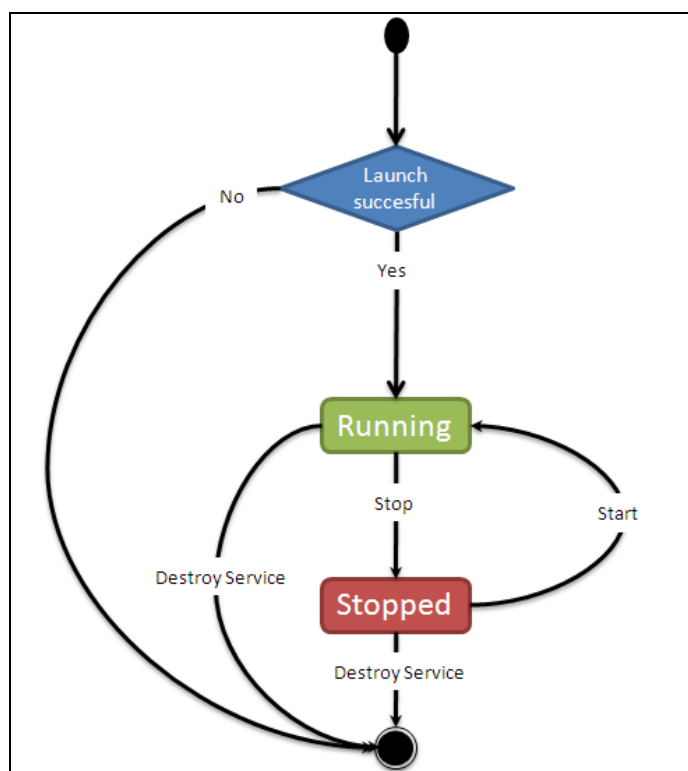 Launch
succesful
No
Yes
Running
Stop
Start
Destroy Service
Stopped
Destroy Service